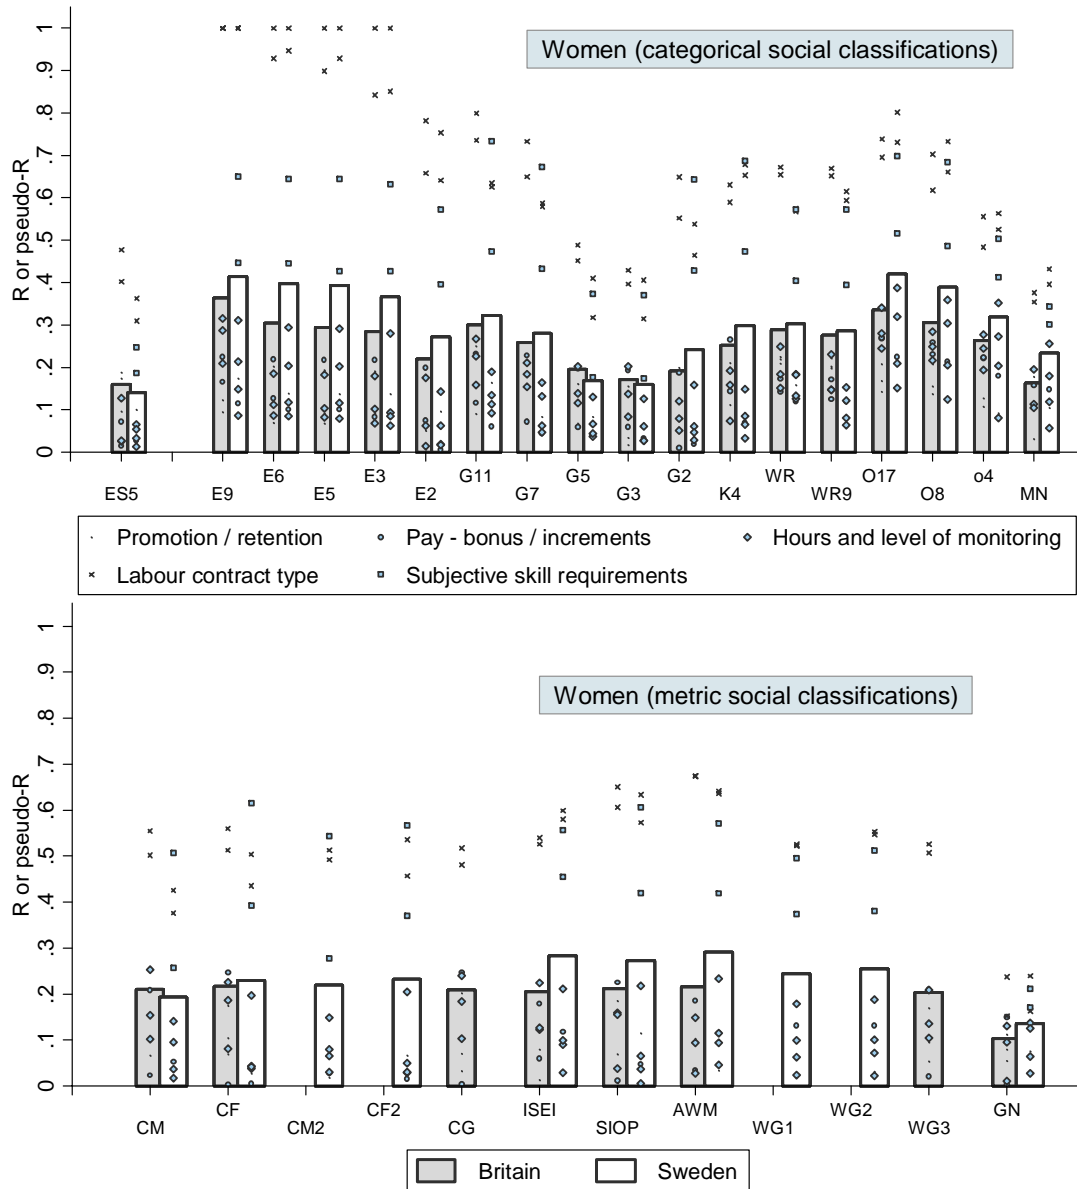 Women (categorical social classifications)
R or pseudo-R
1
.9
.8
.7
.6
.5
.4
.3
.2
.1
0
E6 E3 G11 G5 G2 WR O17 o4
ES5 E9 E5 E2 G7 G3 K4 WR9 O8 MN
Promotion / retention Pay - bonus / increments Hours and level of monitoring
Labour contract type Subjective skill requirements
Women (metric social classifications)
R or pseudo-R
1
.9
.8
.7
.6
.5
.4
.3
.2
.1
0
CF CF2 ISEI AWM WG2 GN
CM CM2 CG SIOP WG1 WG3
Britain Sweden